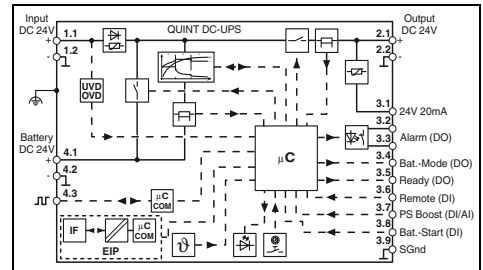 Input
DC 24V
QUINT DC-UPS
Output
DC 24V
+
1.1
1.2
-
2.1
+
2.2
-
UVD
OVD
3.1
24V 20mA
3.2
3.3
Alarm (DO)
Battery
DC 24V
+
4.1
4.2
-
4.3
µC
3.4
Bat.-Mode (DO)
3.5
Ready (DO)
3.6
Remote (DI)
3.7
PS Boost (DI/AI)
3.8
Bat.-Start (DI)
3.9
SGnd
µC
COM
IF
µC
COM
EIP
ϑ